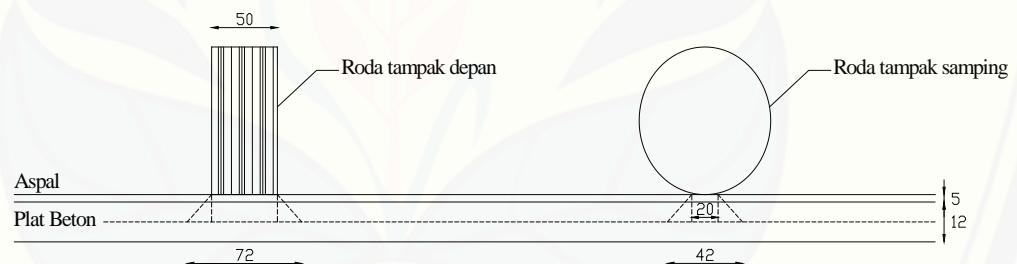 50
Roda tampak depan
Roda tampak samping
Aspal
5
Plat Beton
20
12
72
42